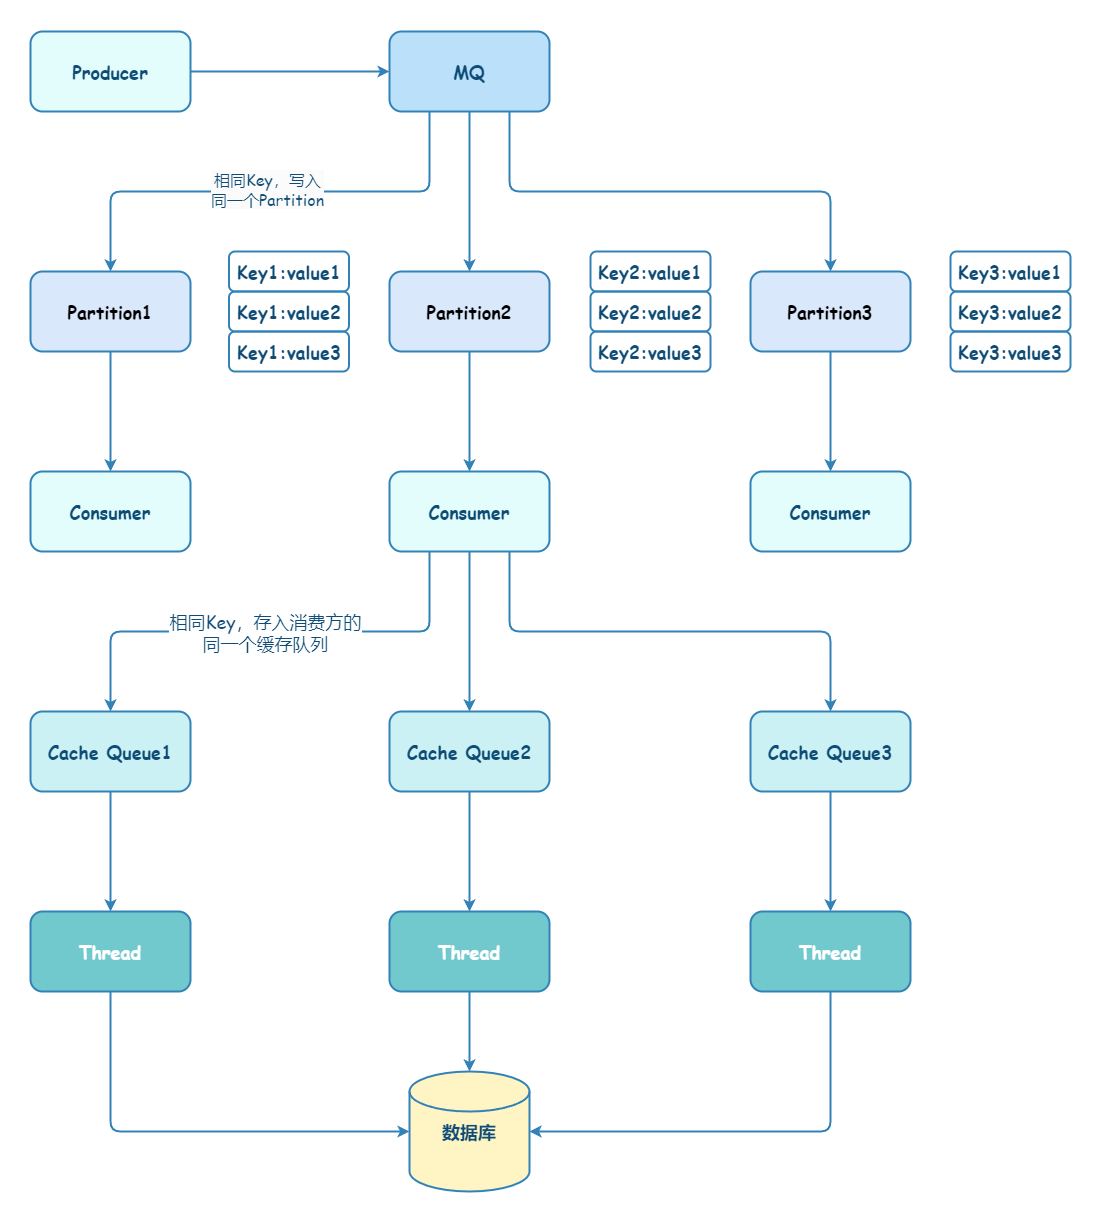 Producer
MQ
相同Key，写入
同一个Partition
Partition1
Key1:value1
Key1:value2
Key1:value3
Partition2
Key2:value1
Key2:value2
Key2:value3
Partition3
Key3:value1
Key3:value2
Key3:value3
Consumer
Consumer
Consumer
相同Key，存入消费方的
同一个缓存队列
Cache Queue1
Cache Queue2
Cache Queue3
Thread
Thread
Thread
数据库